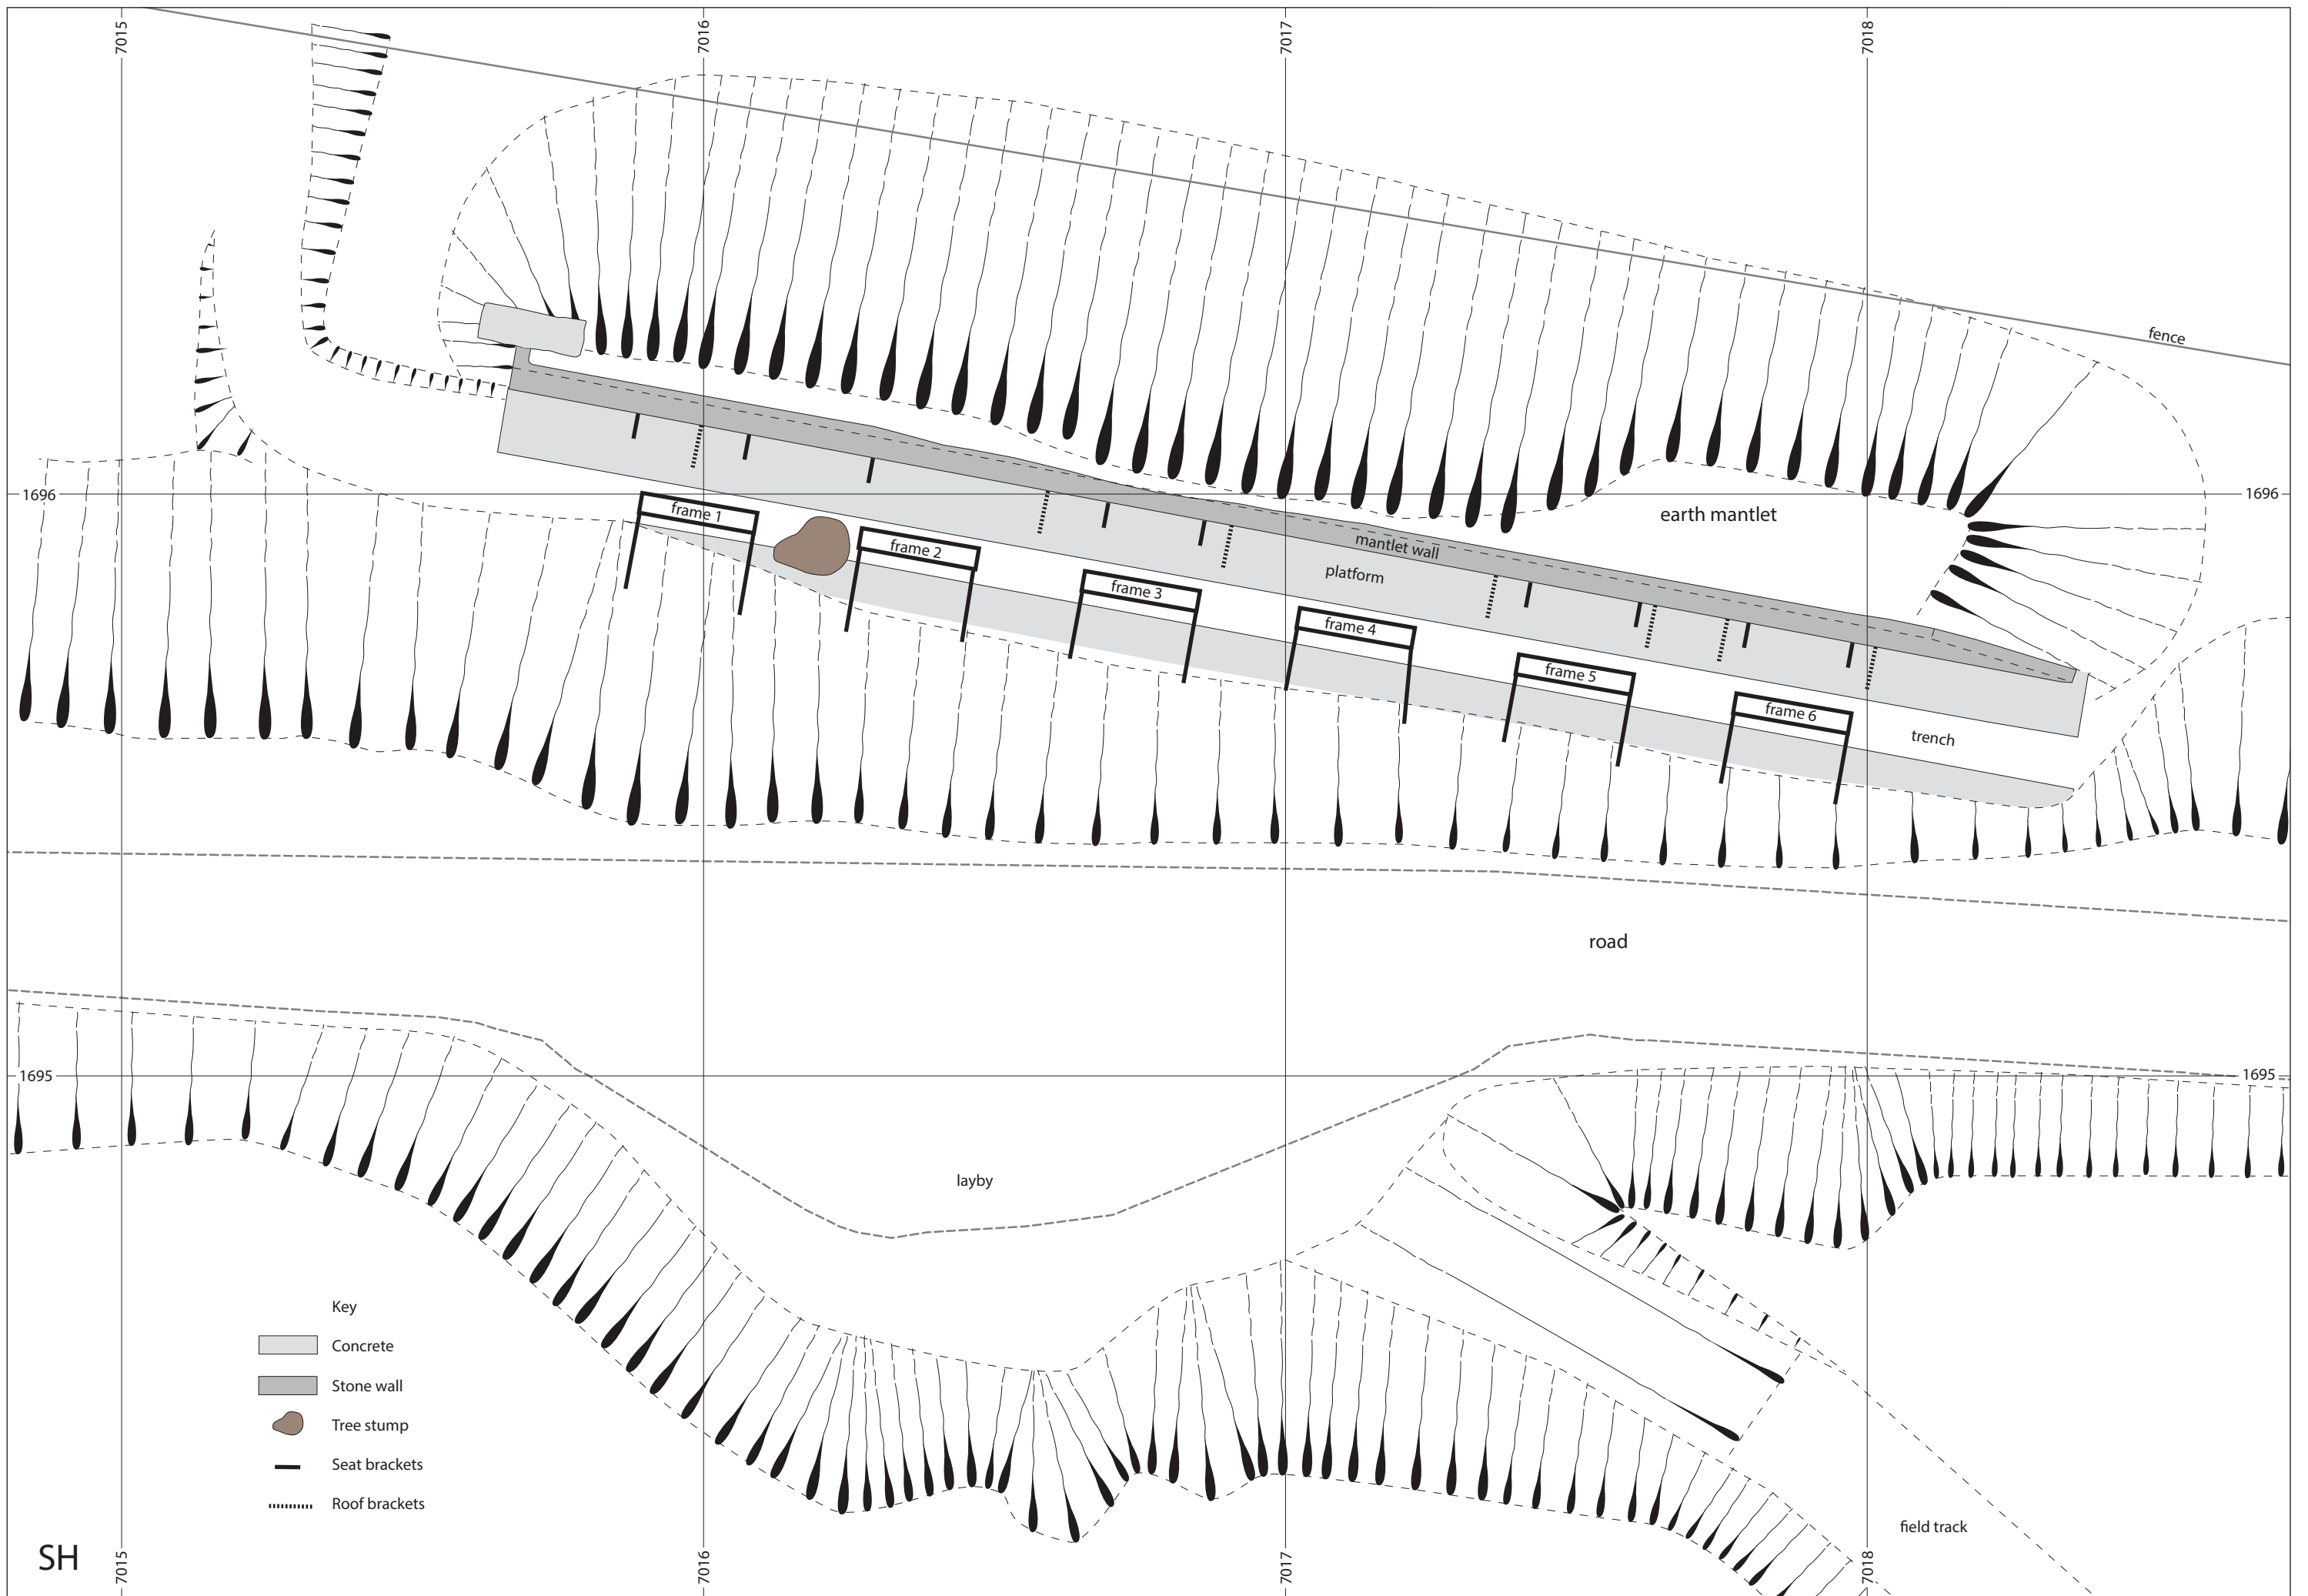 7015
7016
7017
7018
fence
1696
1696
frame 1
earth mantlet
mantlet wall
frame 2
platform
frame 3
frame 4
frame 5
frame 6
trench
road
1695
1695
layby
Key
Concrete
Stone wall
Tree stump
Seat brackets
Roof brackets
field track
SH
7015
7016
7017
7018